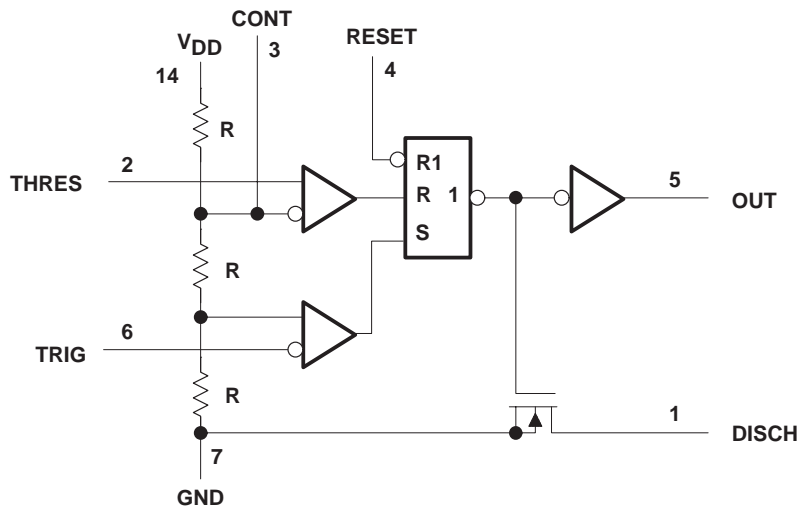 CONT
3
VDD
14
RESET
4
R
2
THRES
R1
R 1
S
5
OUT
R
6
TRIG
R
1
DISCH
7
GND